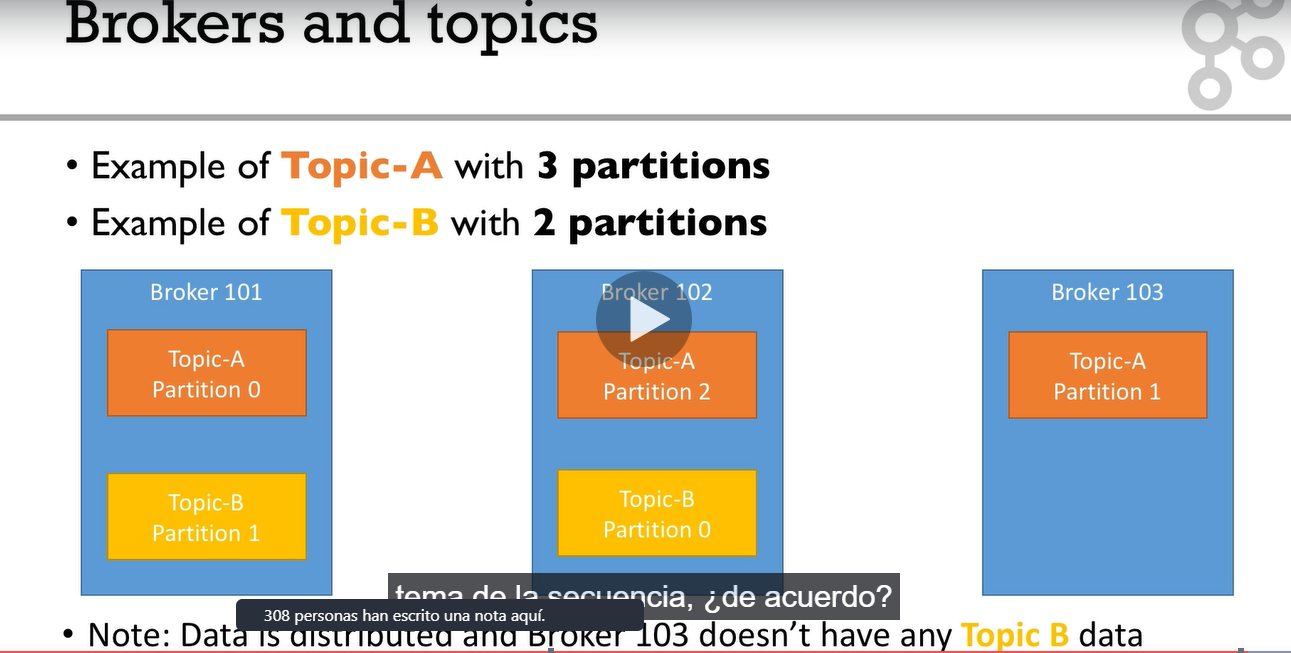 Brokers and topics
• Example of Topic-A with 3 partitions
• Example of Topic-B with 2 partitions
Broker 101
Topic-A
Partition 0
Topic-B
Partition 1
Broker 102
Topic-A
Partition 2
Topic-B
Partition 0
Broker 103
Topic-A
Partition 1
tema de la secuencia, ¿de acuerdo?
308 personas han escrito una nota aquí.
• Note: Data is distributed and Broker 103 doesn't have any Topic B data